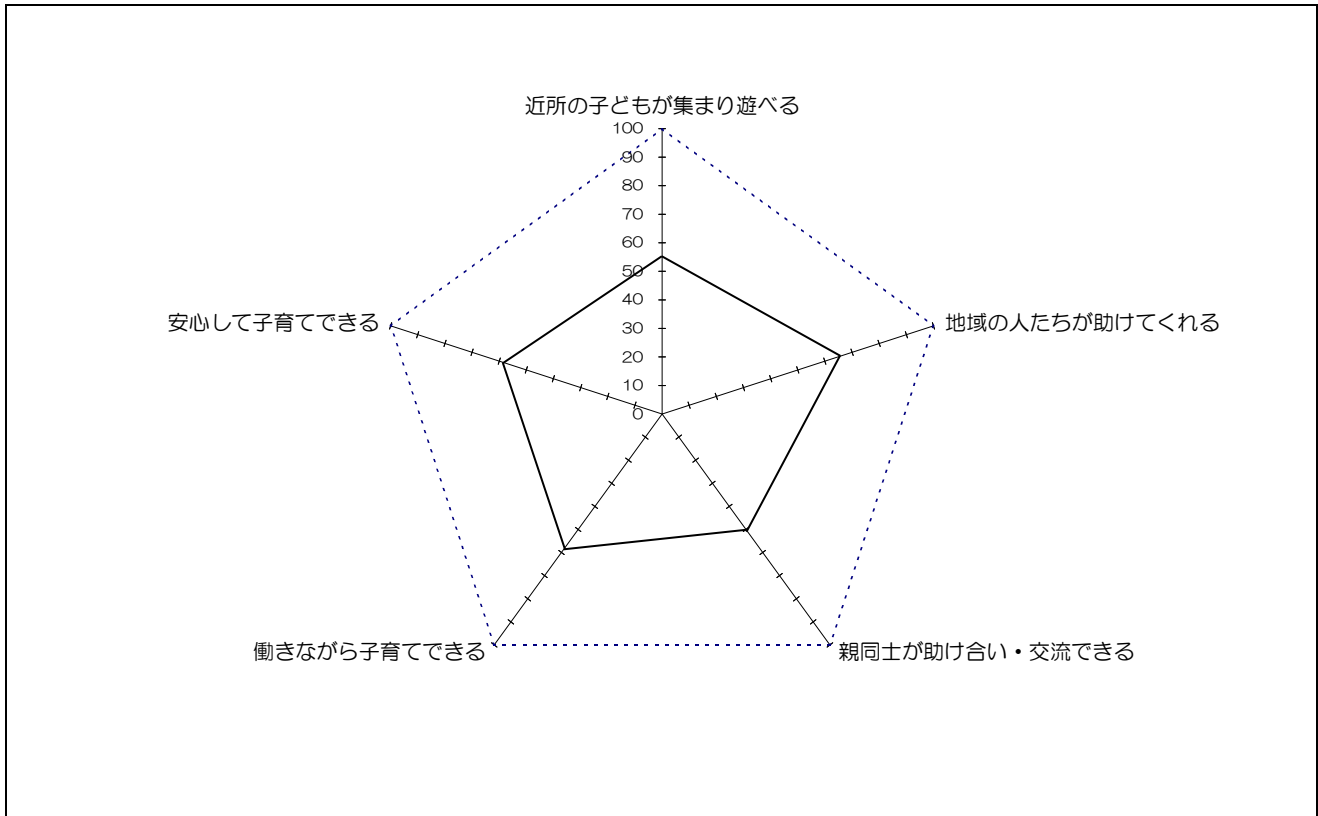 近所の子どもが集まり遊べる
100
90
80
70
60
50
40
30
20
10
0
安心して子育てできる
地域の人たちが助けてくれる
働きながら子育てできる
親同士が助け合い・交流できる